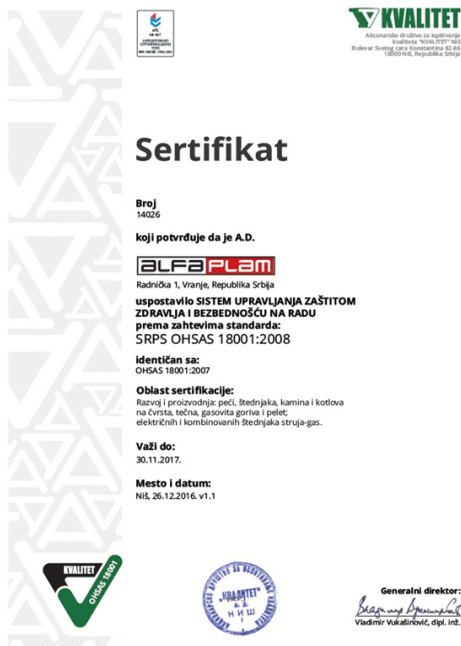 KVALITET
Akcionarsko društvo za ispitivanje
kvaliteta "KVALITET" Niš
Bulevar Svetog cara Konstantina 82-86
18000 Niš, Republika Srbija
Sertifikat
Broj
14026
koji potvrđuje da je A.D.
ALFA PLAM
Radnička 1, Vranje, Republika Srbija
uspostavilo SISTEM UPRAVLJANJA ZAŠTITOM
ZDRAVLJA I BEZBEDNOŠĆU NA RADU
prema zahtevima standarda:
SRPS OHSAS 18001:2008
identičan sa:
OHSAS 18001:2007
Oblast sertifikacije:
Razvoj i proizvodnja: peći, štednjaka, kamina i kotlova
na čvrsta, tečna, gasovita goriva i pelet;
električnih i kombinovanih štednjaka struja-gas.
Važi do:
30.11.2017.
Mesto i datum:
Niš, 26.12.2016. v1.1
KVALITET
OHSAS 18001
"КВАЛИТЕТ"
а.д.
НИШ
Generalni direktor:
Vladimir Vukašinović, dipl. inž.